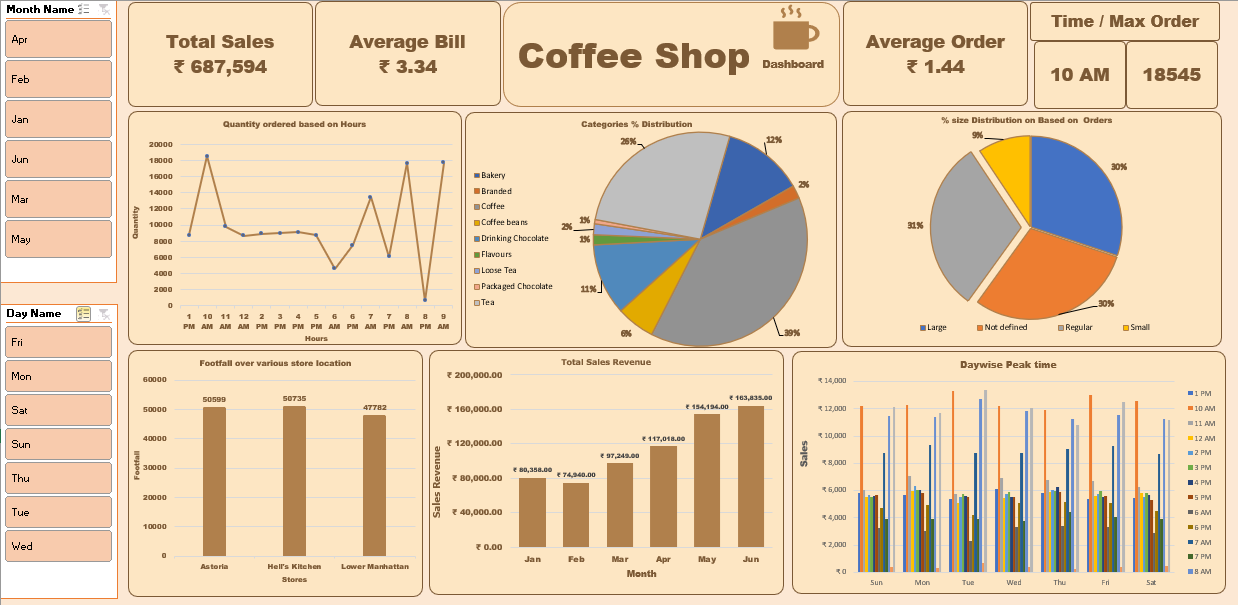 Month Name
Apr
Feb
Jan
Jun
Mar
May
Day Name
Fri
Mon
Sat
Sun
Thu
Tue
Wed
Total Sales
₹ 687,594
Average Bill
₹ 3.34
Coffee Shop
Dashboard
Average Order
₹ 1.44
Time / Max Order
10 AM
18545
Quantity ordered based on Hours
Quantity
20000
18000
16000
14000
12000
10000
8000
6000
4000
2000
0
1 PM
10 AM
11 AM
12 AM
2 PM
3 PM
4 PM
5 PM
6 AM
6 PM
7 AM
7 PM
8 AM
8 PM
9 AM
Hours
Categories % Distribution
Bakery
Branded
Coffee
Coffee beans
Drinking Chocolate
Flavours
Loose Tea
Packaged Chocolate
Tea
26%
12%
2%
39%
6%
11%
1%
2%
1%
% size Distribution on Based on Orders
9%
30%
31%
30%
Large
Not defined
Regular
Small
Footfall over various store location
Footfall
60000
50000
40000
30000
20000
10000
0
50599
50735
47782
Astoria
Hell's Kitchen
Lower Manhattan
Stores
Total Sales Revenue
Sales Revenue
₹ 200,000.00
₹ 160,000.00
₹ 120,000.00
₹ 80,000.00
₹ 40,000.00
₹ 0.00
₹ 80,358.00
₹ 74,940.00
₹ 97,249.00
₹ 117,018.00
₹ 154,194.00
₹ 163,835.00
Jan
Feb
Mar
Apr
May
Jun
Month
Daywise Peak time
Sales
₹ 14,000
₹ 12,000
₹ 10,000
₹ 8,000
₹ 6,000
₹ 4,000
₹ 2,000
₹ 0
Sun
Mon
Tue
Wed
Thu
Fri
Sat
1 PM
10 AM
11 AM
12 AM
2 PM
3 PM
4 PM
5 PM
6 AM
6 PM
7 AM
7 PM
8 AM